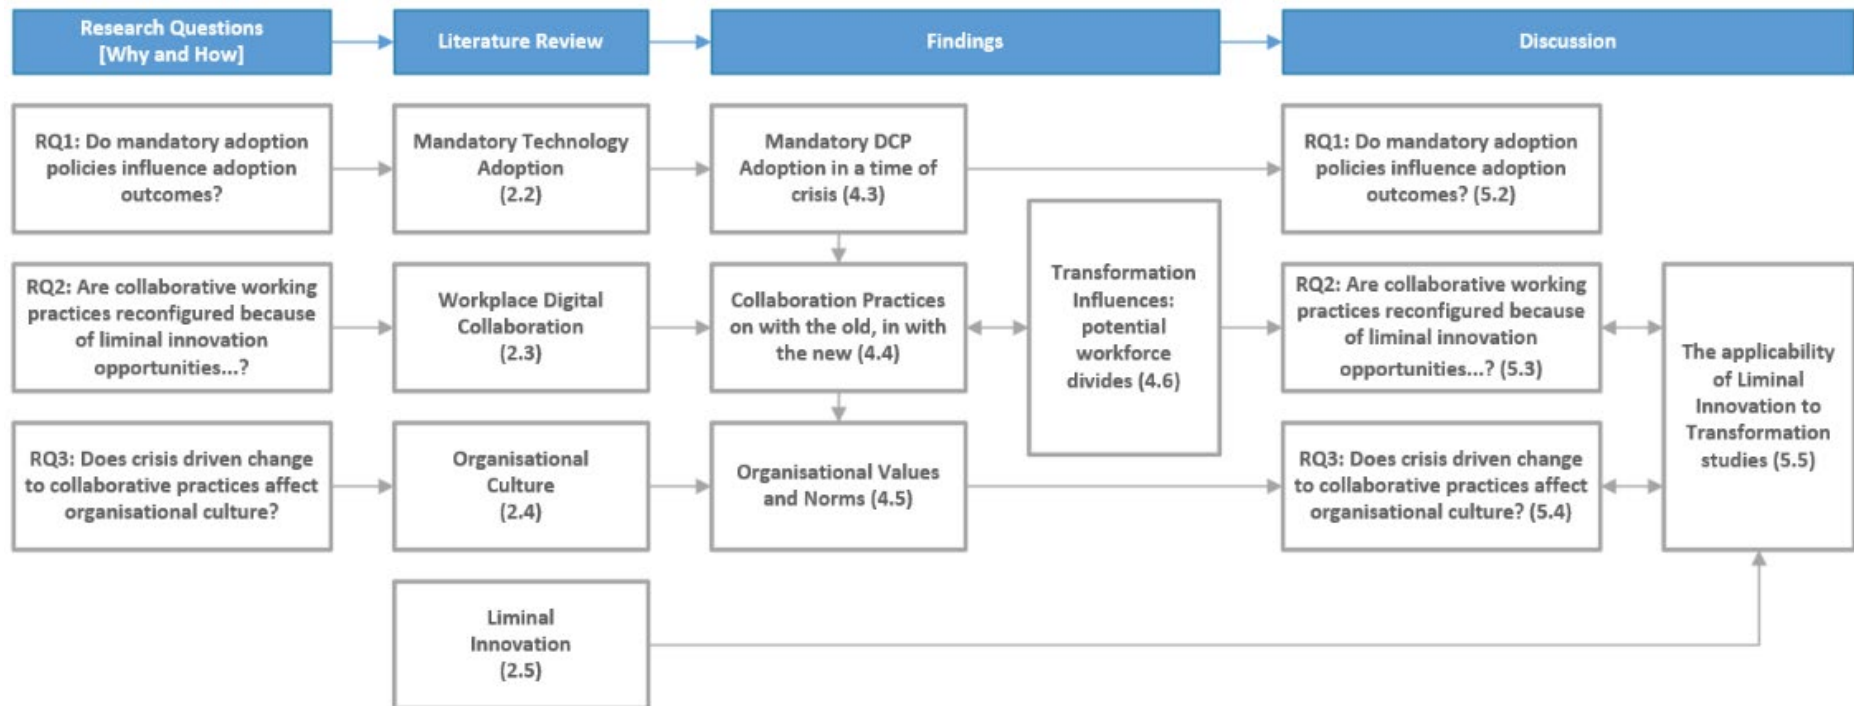 Research Questions
[Why and How]
Literature Review
Findings
Discussion
RQ1: Do mandatory adoption
policies influence adoption
outcomes?
Mandatory Technology
Adoption
(2.2)
Mandatory DCP
Adoption in a time of
crisis (4.3)
RQ1: Do mandatory adoption
policies influence adoption
outcomes? (5.2)
RQ2: Are collaborative working
practices reconfigured because
of liminal innovation
opportunities...?
Workplace Digital
Collaboration
(2.3)
Collaboration Practices
on with the old, in with
the new (4.4)
Transformation
Influences:
potential
workforce
divides (4.6)
RQ2: Are collaborative working
practices reconfigured because
of liminal innovation
opportunities...? (5.3)
The applicability
of Liminal
Innovation to
Transformation
studies (5.5)
RQ3: Does crisis driven change
to collaborative practices affect
organisational culture?
Organisational
Culture
(2.4)
Organisational Values
and Norms (4.5)
RQ3: Does crisis driven change
to collaborative practices affect
organisational culture? (5.4)
Liminal
Innovation
(2.5)